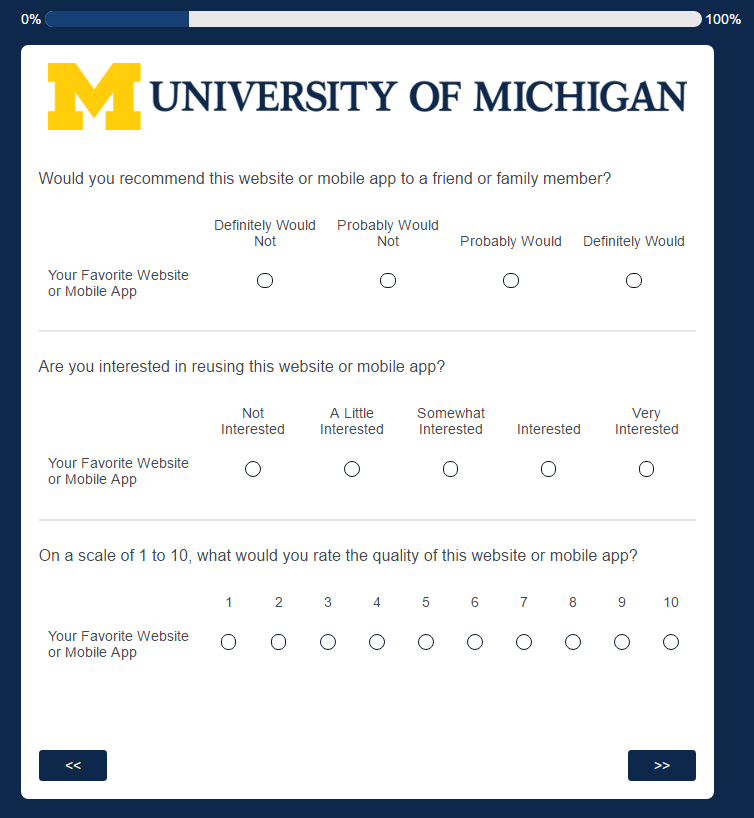 0% 100%
M UNIVERSITY OF MICHIGAN
Would you recommend this website or mobile app to a friend or family member?
Definitely Would Probably Would
Not Not Probably Would Definitely Would
Your Favorite Website
or Mobile App
Are you interested in reusing this website or mobile app?
Not A Little Somewhat Very
Interested Interested Interested Interested Interested
Your Favorite Website
or Mobile App
On a scale of 1 to 10, what would you rate the quality of this website or mobile app?
1 2 3 4 5 6 7 8 9 10
Your Favorite Website
or Mobile App
<< >>